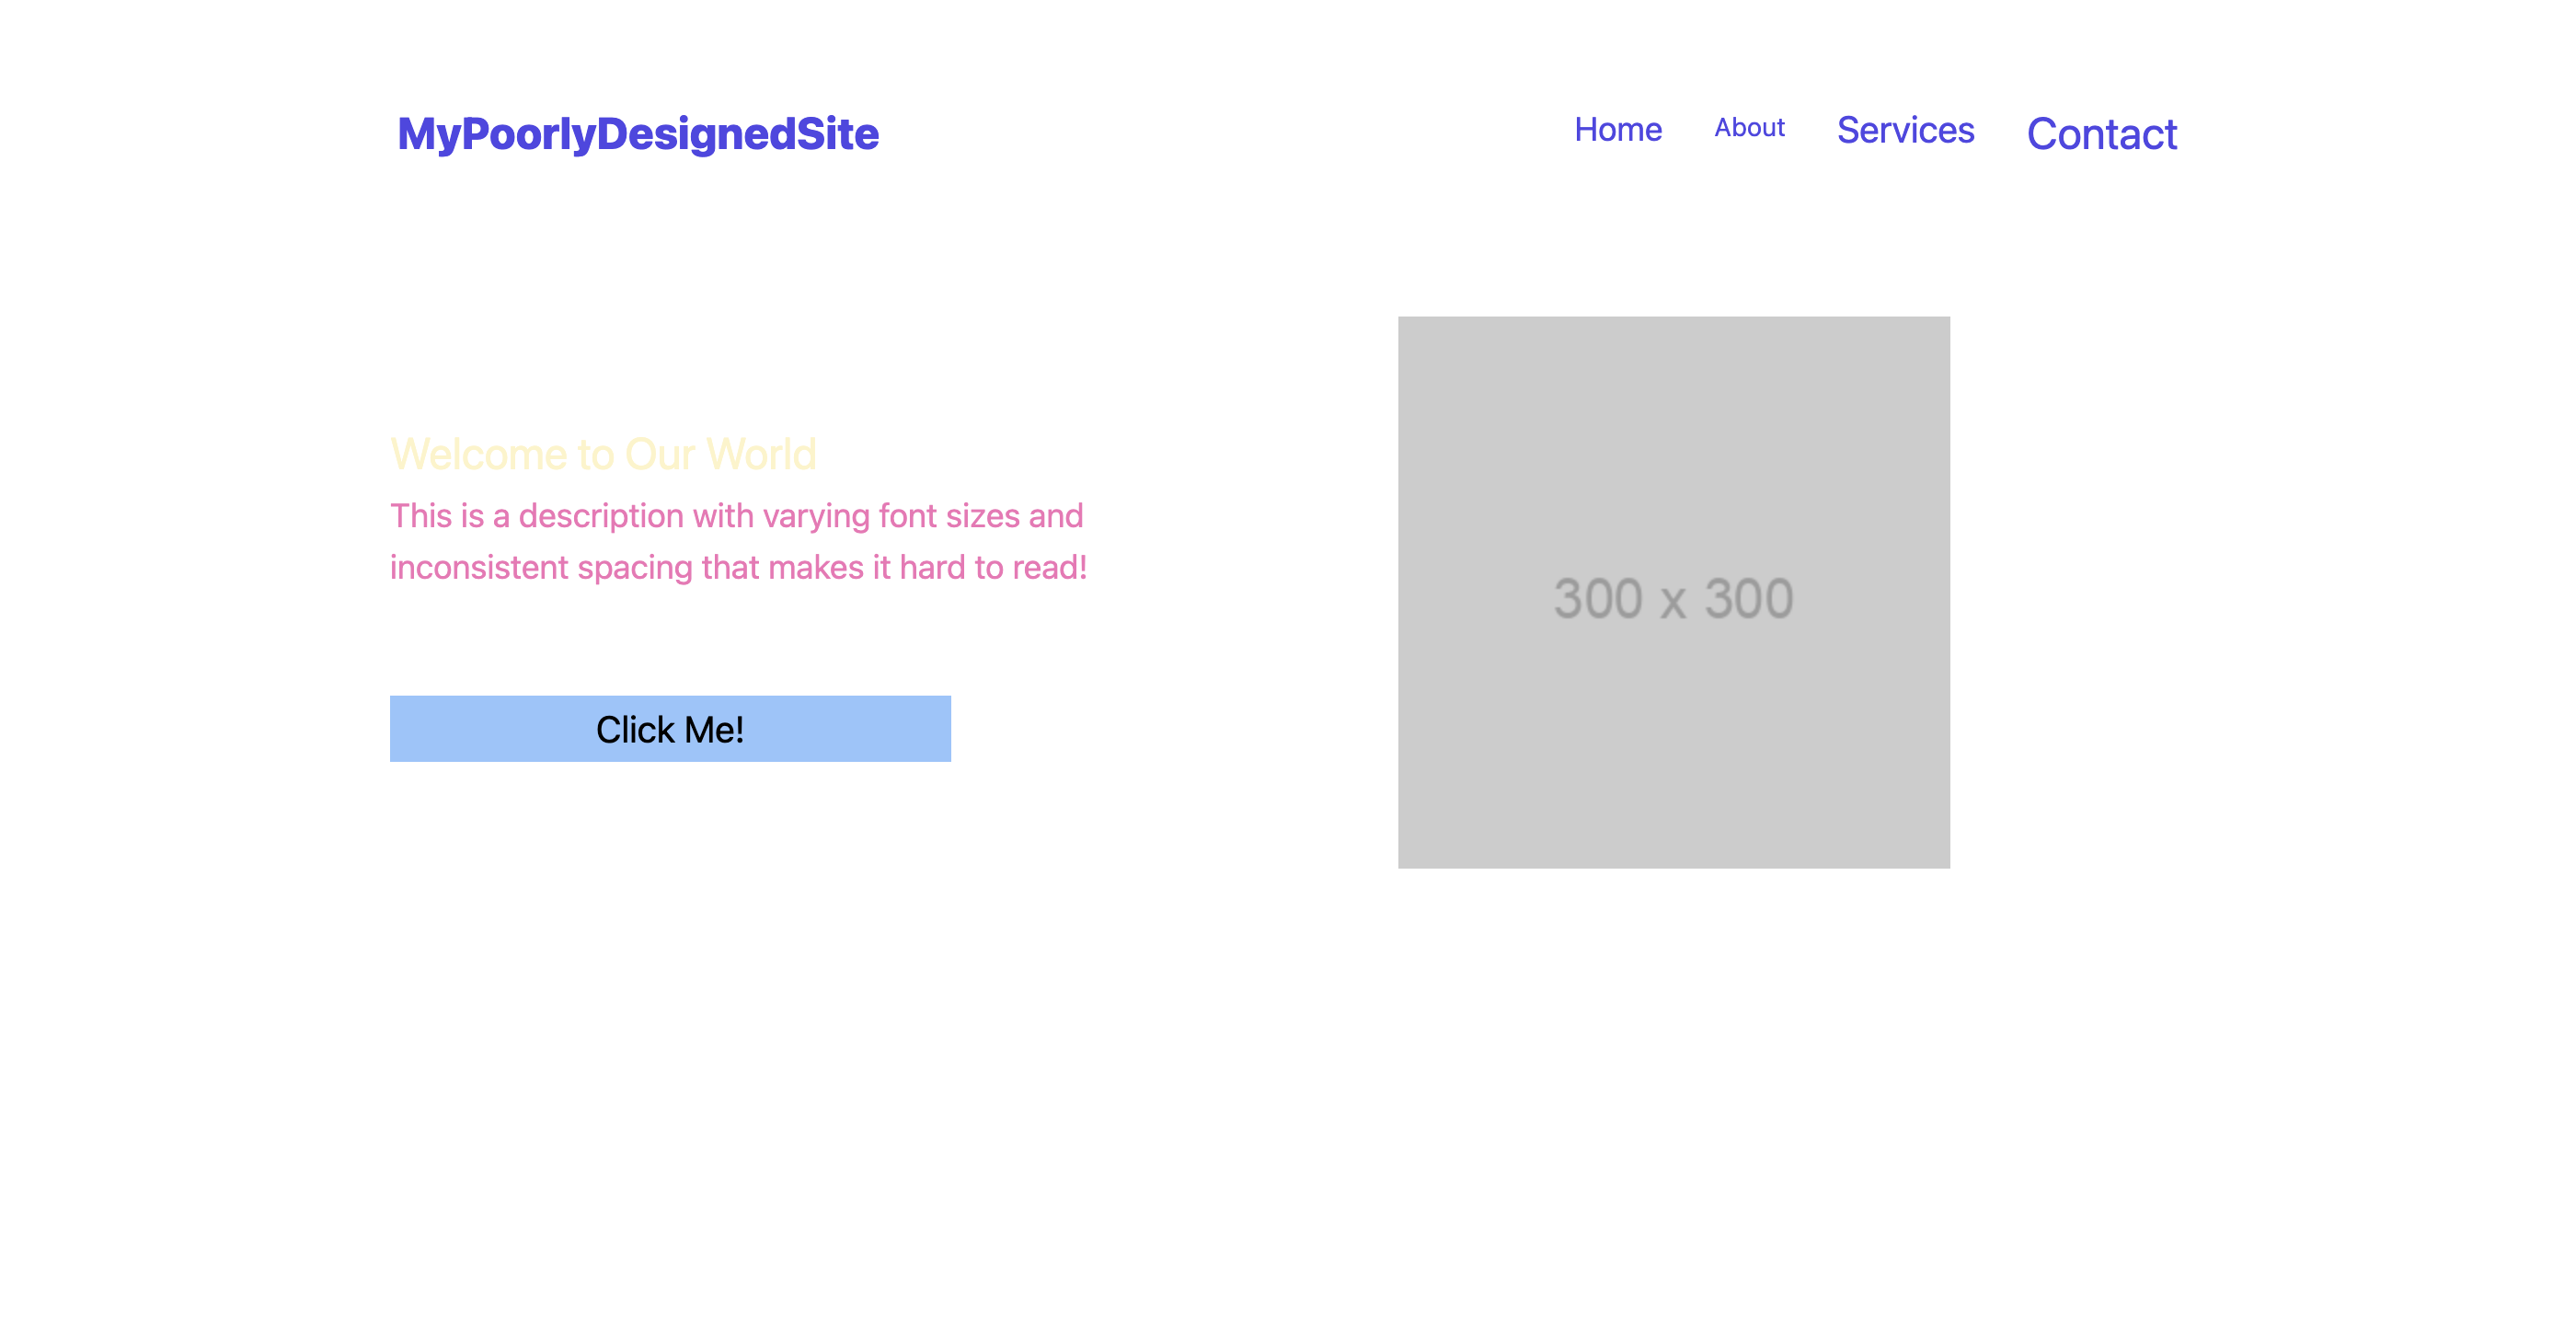 MyPoorlyDesignedSite
Home About Services Contact
Welcome to Our World
This is a description with varying font sizes and
inconsistent spacing that makes it hard to read!
Click Me!
300 x 300